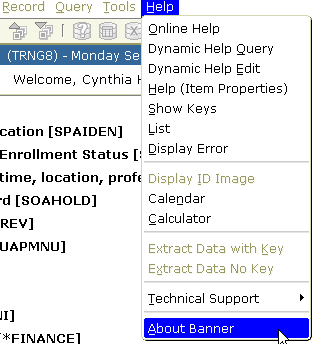 Record Query Tools Help
(TRNG8) - Monday Se
Welcome, Cynthia H
cation [SPAIDEN]
Enrollment Status [S
time, location, profe
rd [SOAHOLD]
REV]
UAPMNU]
NI]
[*FINANCE]
Online Help
Dynamic Help Query
Dynamic Help Edit
Help (Item Properties)
Show Keys
List
Display Error
Display ID Image
Calendar
Calculator
Extract Data with Key
Extract Data No Key
Technical Support
About Banner